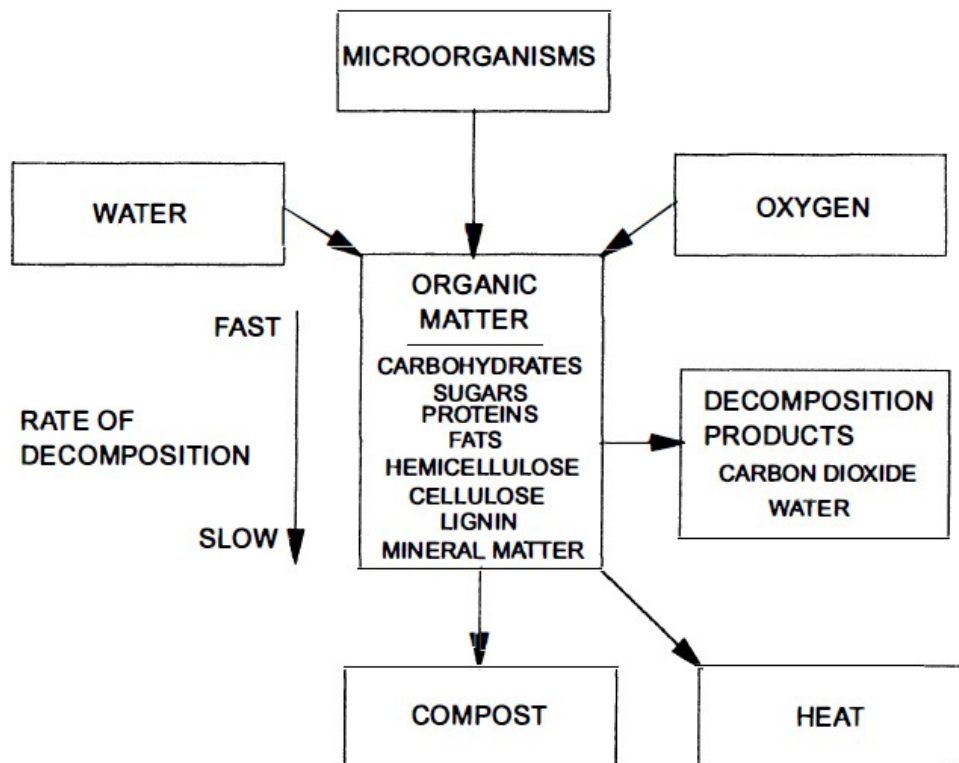 MICROORGANISMS
WATER
OXYGEN
ORGANIC
MATTER
CARBOHYDRATES
SUGARS
PROTEINS
FATS
HEMICELLULOSE
CELLULOSE
LIGNIN
MINERAL MATTER
FAST
RATE OF
DECOMPOSITION
SLOW
DECOMPOSITION
PRODUCTS
CARBON DIOXIDE
WATER
COMPOST
HEAT